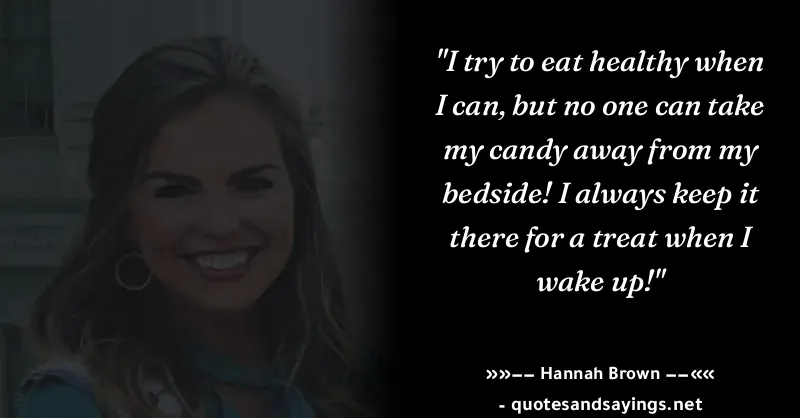 "I try to eat healthy when
I can, but no one can take
my candy away from my
bedside! I always keep it
there for a treat when I
wake up!"
»»−− Hannah Brown −−««
- quotesandsayings.net